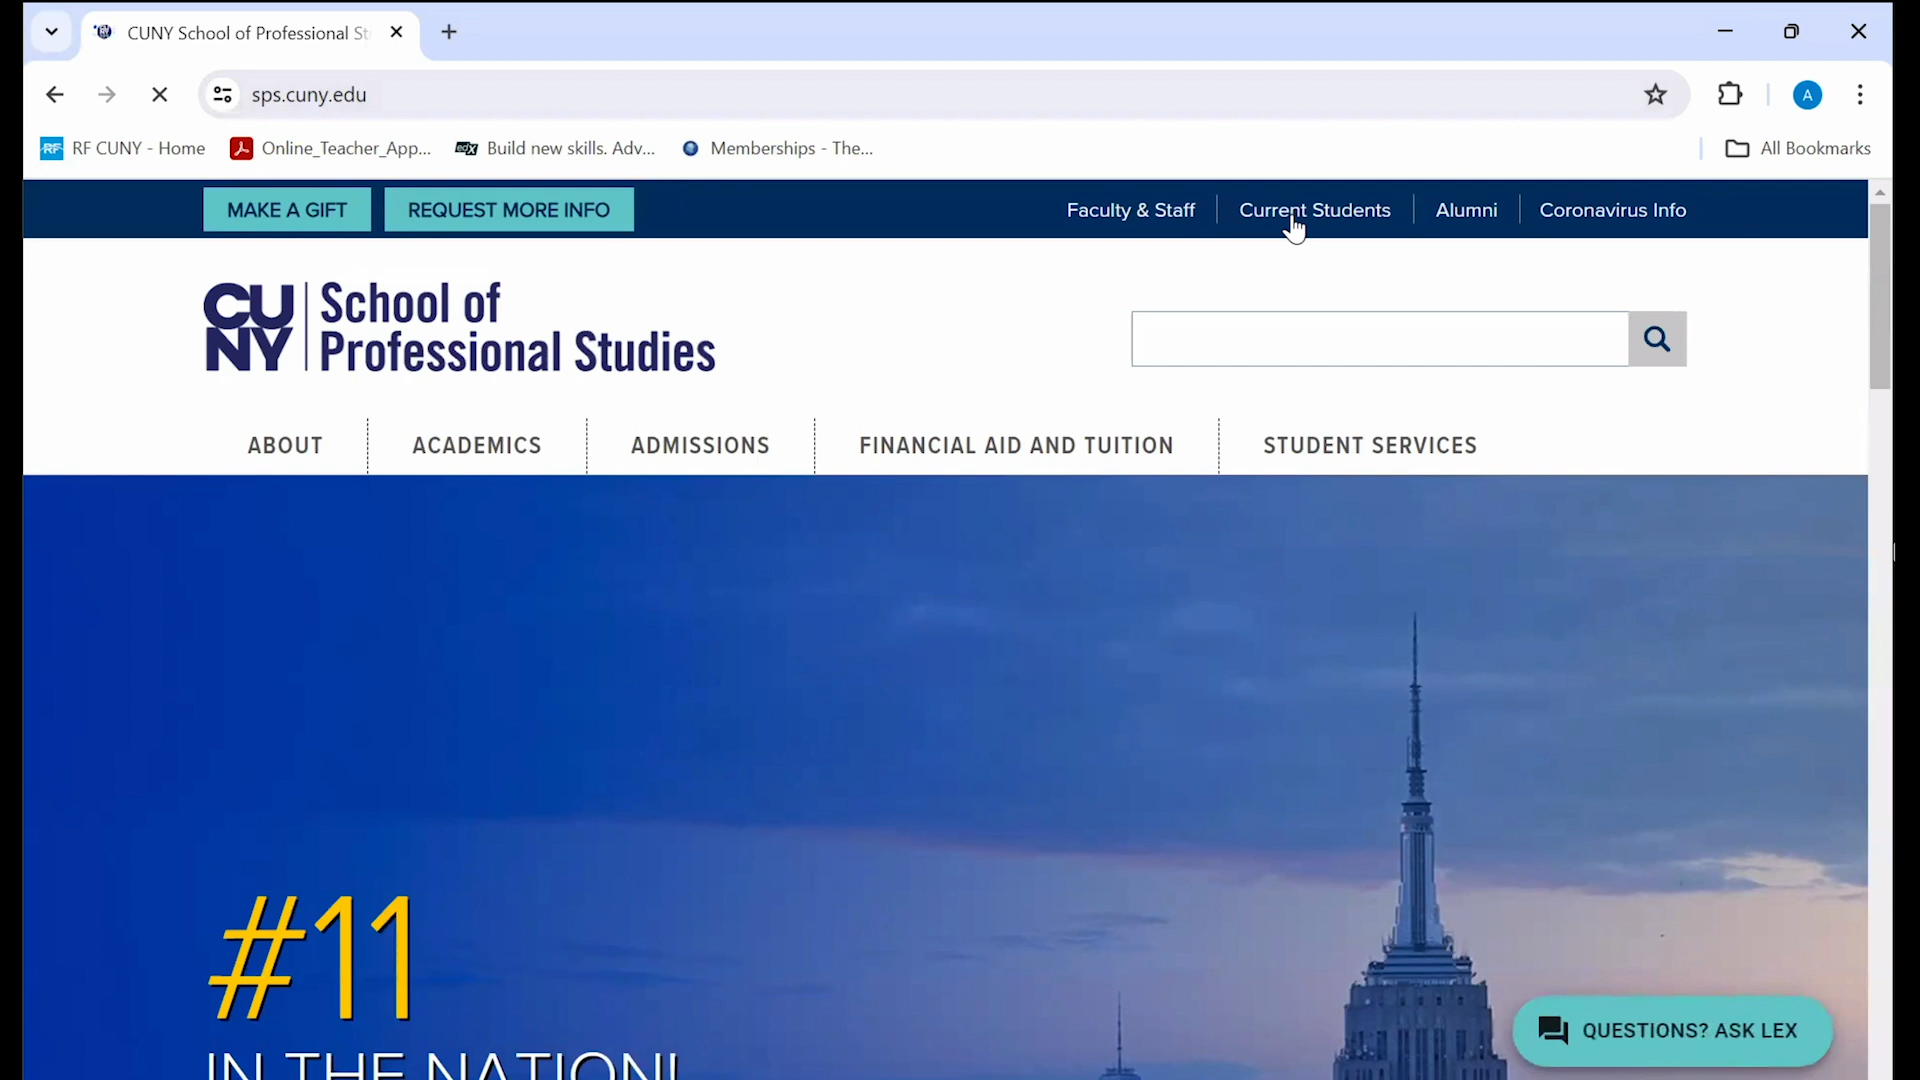 CUNY School of Professional St
sps.cuny.edu
A
RF RF CUNY - Home
Online_Teacher_App...
edX Build new skills. Adv...
Memberships - The...
All Bookmarks
MAKE A GIFT
REQUEST MORE INFO
Faculty & Staff
Current Students
Alumni
Coronavirus Info
CU
NY
School of
Professional Studies
ABOUT
ACADEMICS
ADMISSIONS
FINANCIAL AID AND TUITION
STUDENT SERVICES
#11
IN THE NATION!
QUESTIONS? ASK LEX